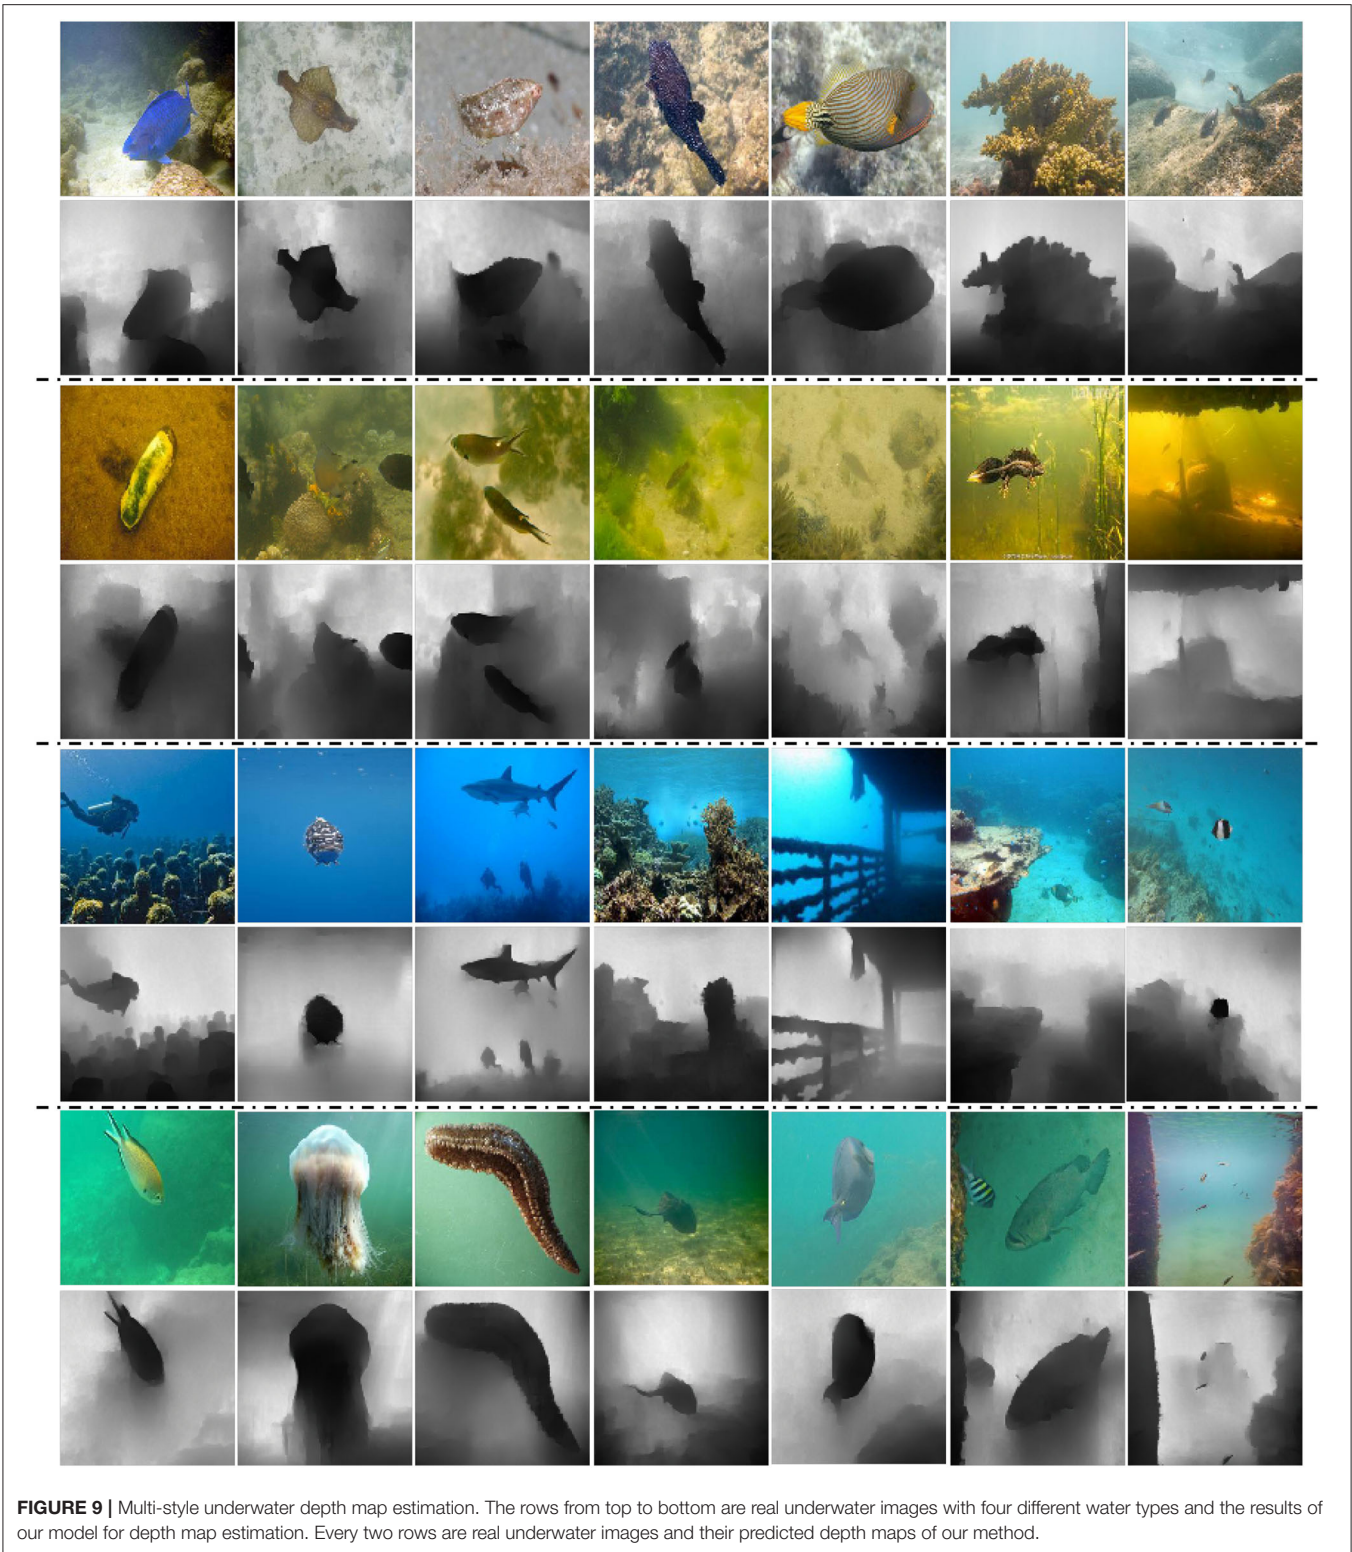 FIGURE 9 | Multi-style underwater depth map estimation. The rows from top to bottom are real underwater images with four different water types and the results of
our model for depth map estimation. Every two rows are real underwater images and their predicted depth maps of our method.